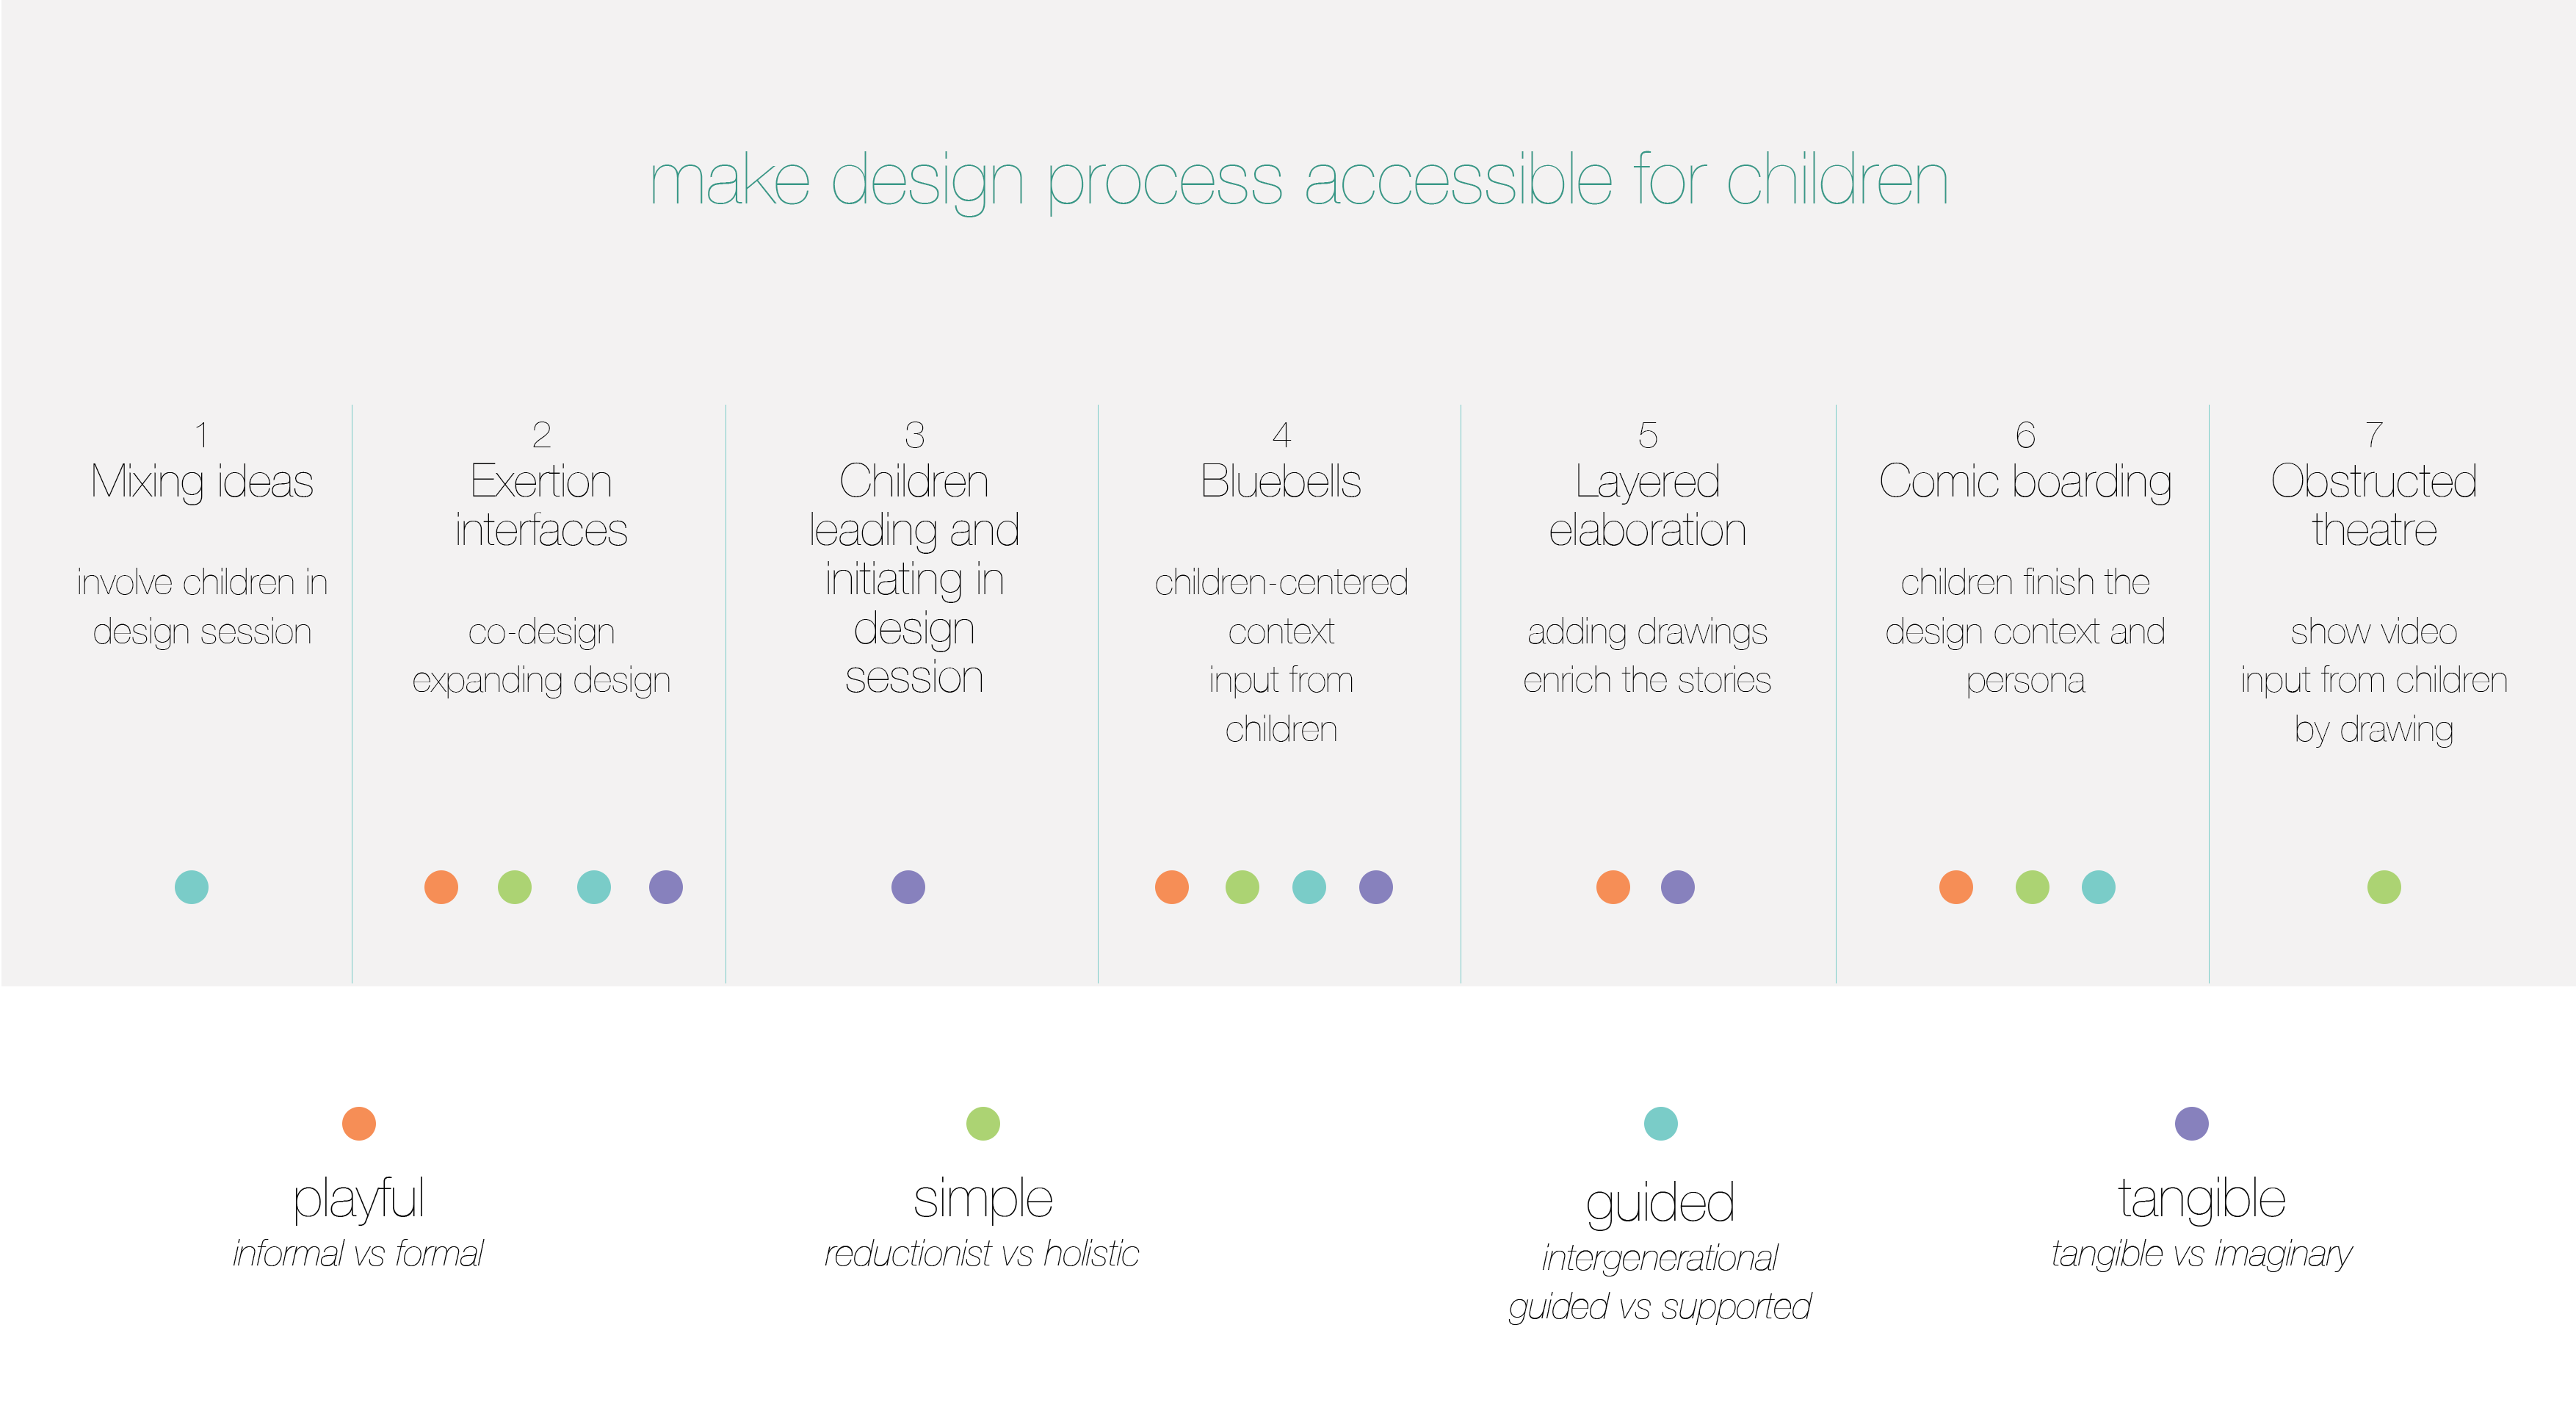 make design process accessible for children
1
Mixing ideas
involve children in
design session
2
Exertion
interfaces
co-design
expanding design
3
Children
leading and
initiating in
design
session
4
Bluebells
children-centered
context
input from
children
5
Layered
elaboration
adding drawings
enrich the stories
6
Comic boarding
children finish the
design context and
persona
7
Obstructed
theatre
show video
input from children
by drawing
playful
informal vs formal
simple
reductionist vs holistic
guided
intergenerational
guided vs supported
tangible
tangible vs imaginary